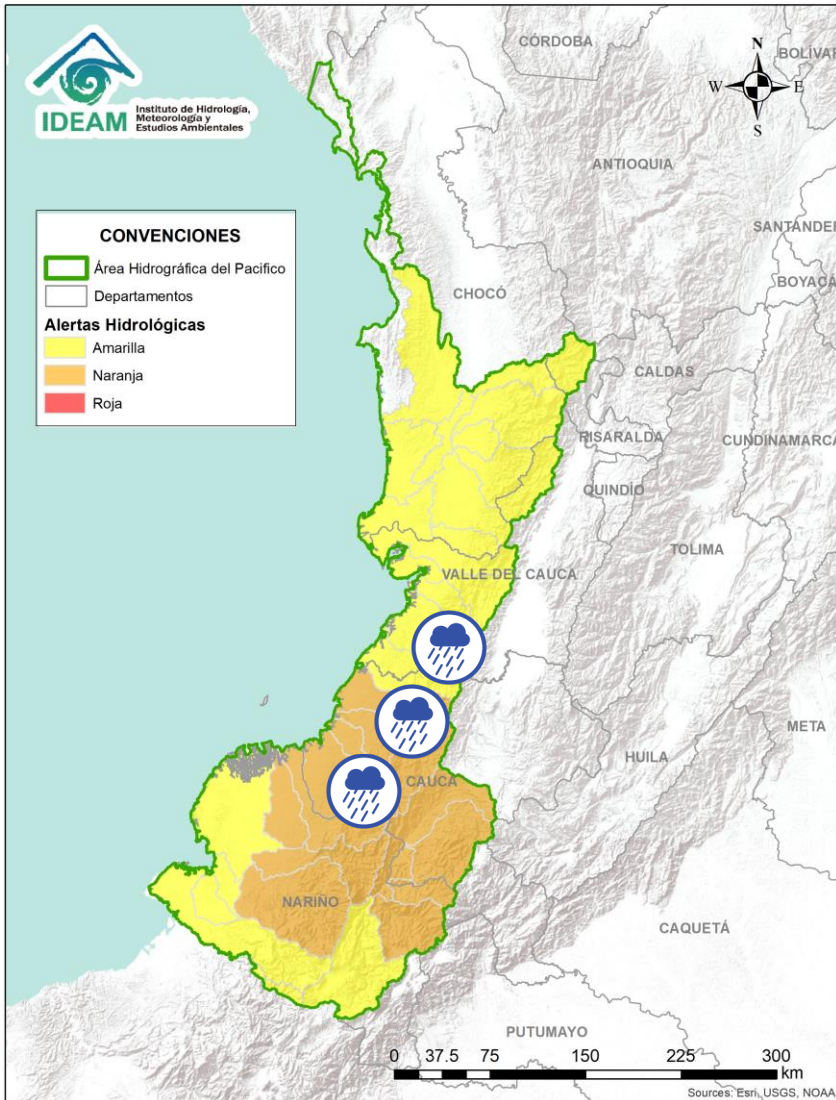 IDEAM
Instituto de Hidrología,
Meteorología y
Estudios Ambientales
CÓRDOBA
BOLÍVAR
N
W E
S
ANTIOQUIA
SANTANDER
BOYACÁ
CONVENCIONES
Área Hidrográfica del Pacifico
Departamentos
Alertas Hidrológicas
Amarilla
Naranja
Roja
CHOCÓ
CALDAS
RISARALDA
CUNDINAMARCA
QUINDÍO
TOLIMA
VALLE DEL CAUCA
META
HUILA
CAUCA
NARIÑO
CAQUETÁ
PUTUMAYO
0 37.5 75 150 225 300
km
Sources: Esri, USGS, NOAA